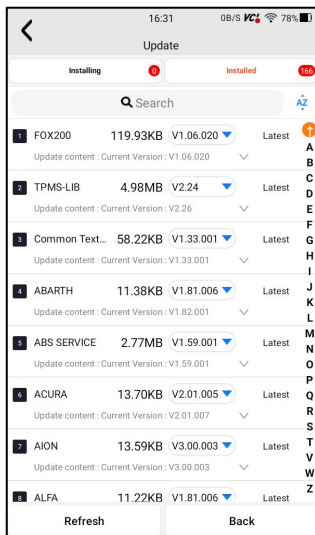 16:31 0B/S VCI 78%
Update
Installing 0 Installed 166
Search AZ
1 FOX200 119.93KB V1.06.020 Latest
Update content : Current Version : V1.06.020
2 TPMS-LIB 4.98MB V2.24 Latest
Update content : Current Version : V2.26
3 Common Text... 58.22KB V1.33.001 Latest
Update content : Current Version : V1.33.001
4 ABARTH 11.38KB V1.81.006 Latest
Update content : Current Version : V1.82.001
5 ABS SERVICE 2.77MB V1.59.001 Latest
Update content : Current Version : V1.59.001
6 ACURA 13.70KB V2.01.005 Latest
Update content : Current Version : V2.01.007
7 AION 13.59KB V3.00.003 Latest
Update content : Current Version : V3.00.003
8 ALFA 11.22KB V1.81.006 Latest
A
B
C
D
E
F
G
H
I
J
K
L
M
N
O
P
Q
R
S
T
V
W
Z
Refresh Back